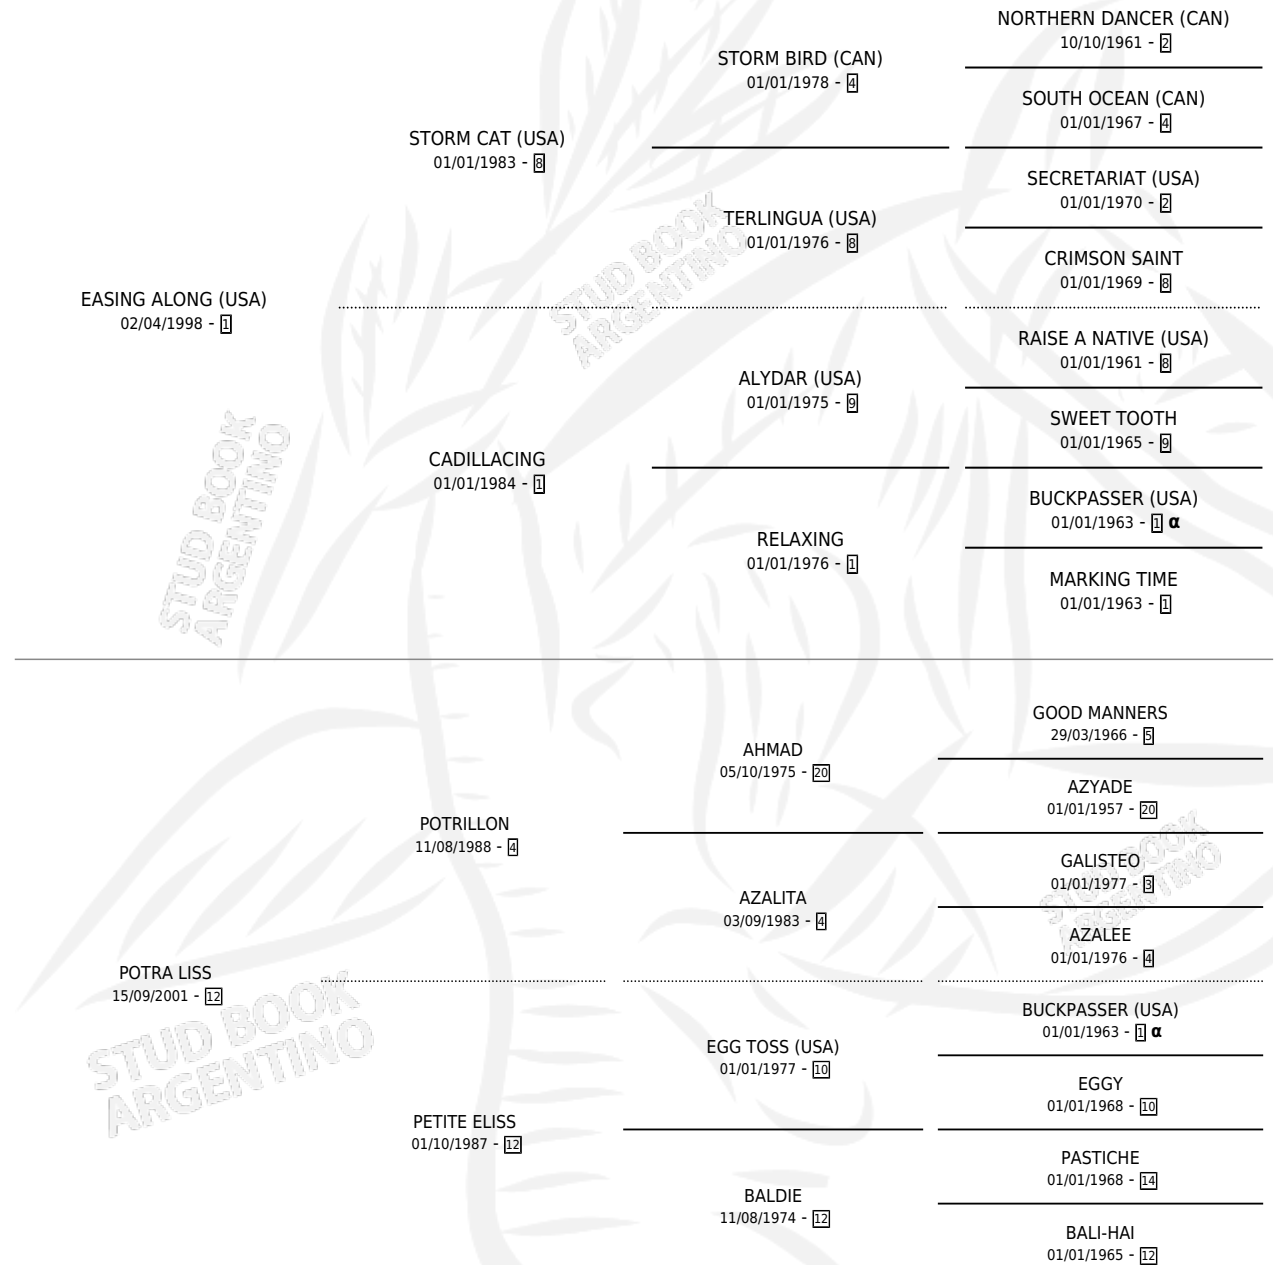 NORTHERN DANCER (CAN)
10/10/1961 - 2
STORM BIRD (CAN)
01/01/1978 - 4
SOUTH OCEAN (CAN)
01/01/1967 - 4
STORM CAT (USA)
01/01/1983 - 8
SECRETARIAT (USA)
01/01/1970 - 2
TERLINGUA (USA)
01/01/1976 - 8
CRIMSON SAINT
01/01/1969 - 8
EASING ALONG (USA)
02/04/1998 - 1
RAISE A NATIVE (USA)
01/01/1961 - 8
ALYDAR (USA)
01/01/1975 - 9
SWEET TOOTH
01/01/1965 - 9
CADILLACING
01/01/1984 - 1
BUCKPASSER (USA)
01/01/1963 - 1 α
RELAXING
01/01/1976 - 1
MARKING TIME
01/01/1963 - 1
GOOD MANNERS
29/03/1966 - 5
AHMAD
05/10/1975 - 20
AZYADE
01/01/1957 - 20
POTRILLON
11/08/1988 - 4
GALISTEO
01/01/1977 - 3
AZALITA
03/09/1983 - 4
AZALEE
01/01/1976 - 4
POTRA LISS
15/09/2001 - 12
BUCKPASSER (USA)
01/01/1963 - 1 α
EGG TOSS (USA)
01/01/1977 - 10
EGGY
01/01/1968 - 10
PETITE ELISS
01/10/1987 - 12
PASTICHE
01/01/1968 - 14
BALDIE
11/08/1974 - 12
BALI-HAI
01/01/1965 - 12
STUD BOOK
ARGENTINO
STUD BOOK
ARGENTINO
STUD BOOK
ARGENTINO
STUD BOOK
ARGENTINO